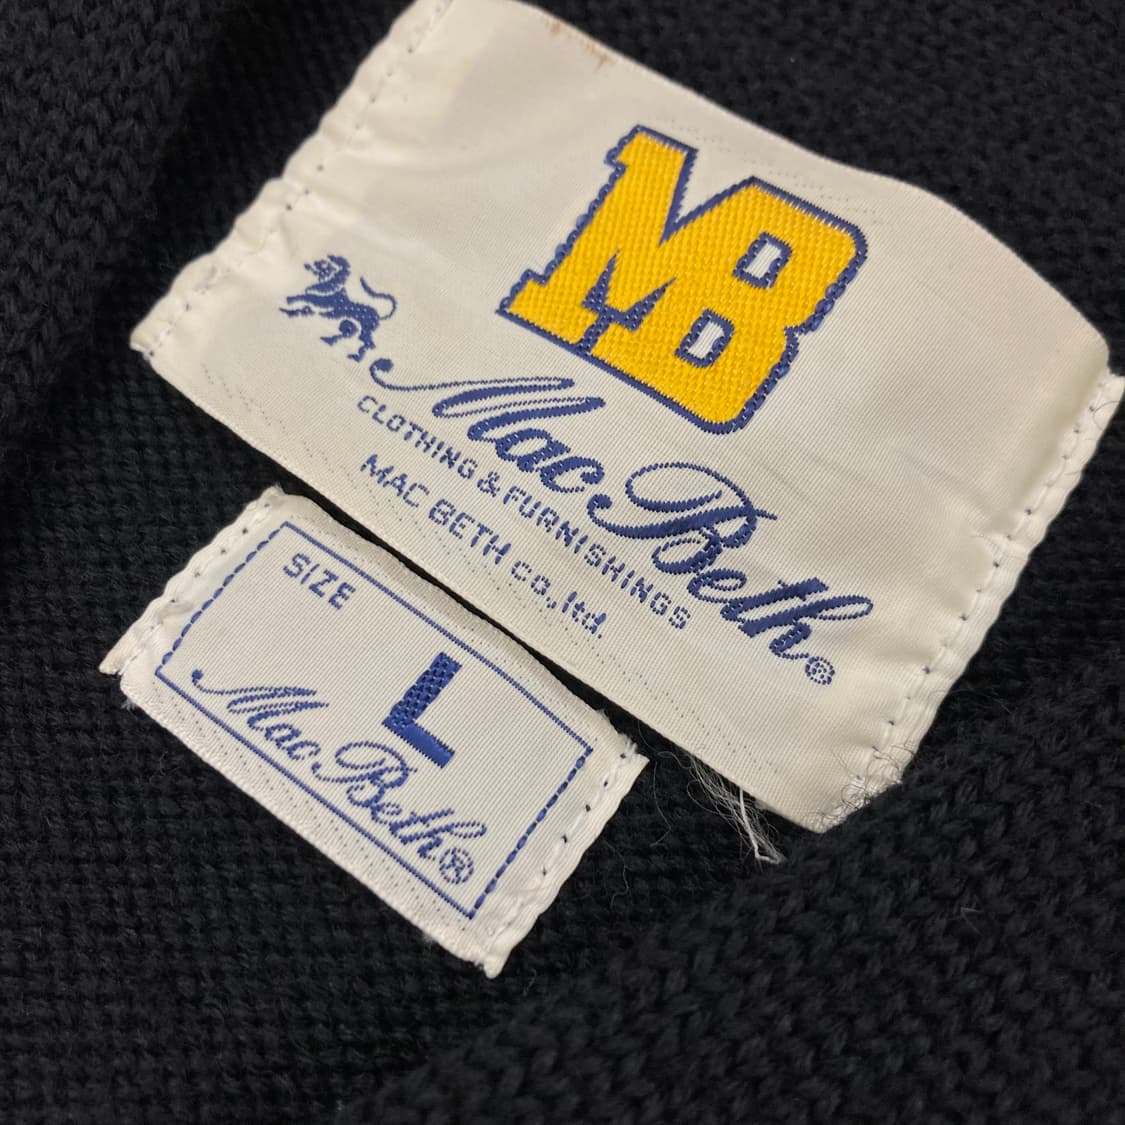 MB
Mac Beth®
CLOTHING & FURNISHINGS
MAC BETH CO., ltd.
SIZE
L
Mac Beth®